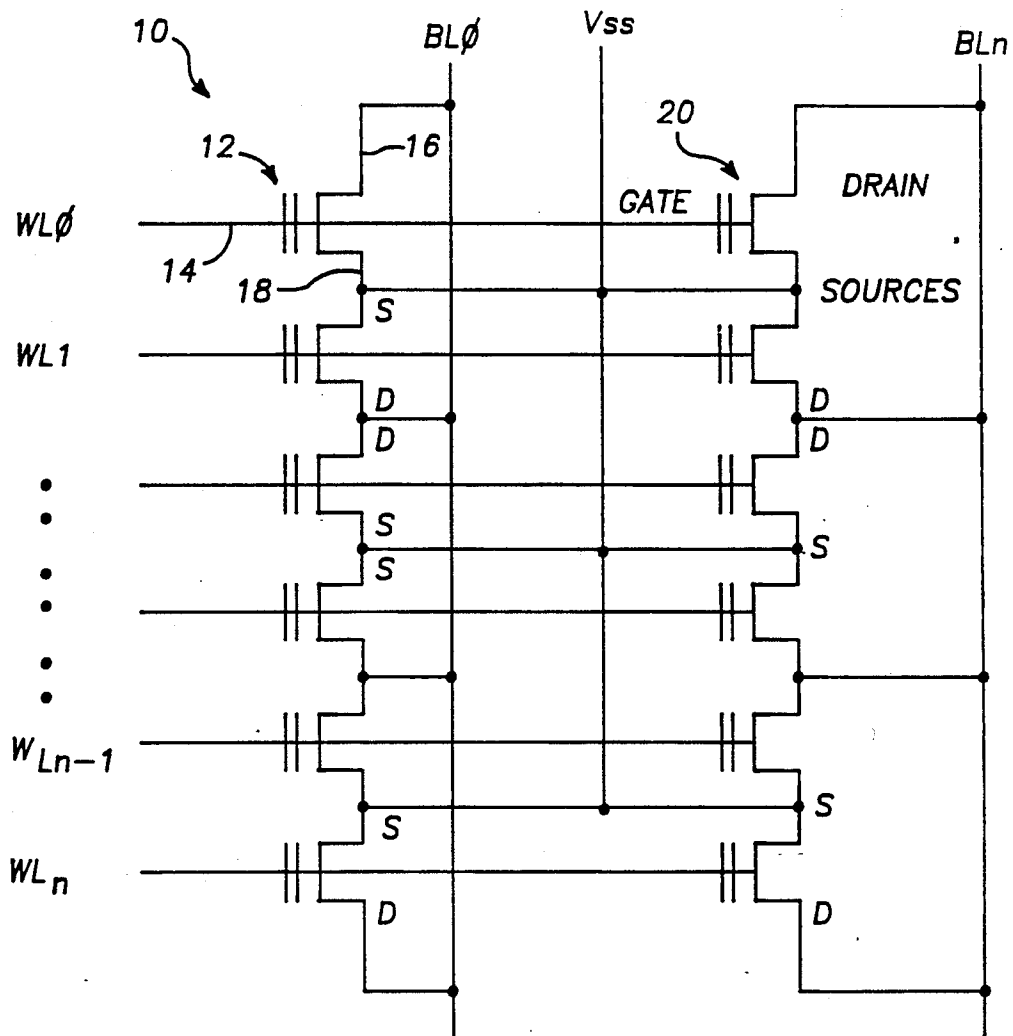 10
BLØ
Vss
BLn
12
16
20
WLØ
GATE
DRAIN
14
18
S
SOURCES
WL1
D
D
D
D
S
S
S
W Ln-1
S
S
WL n
D
D